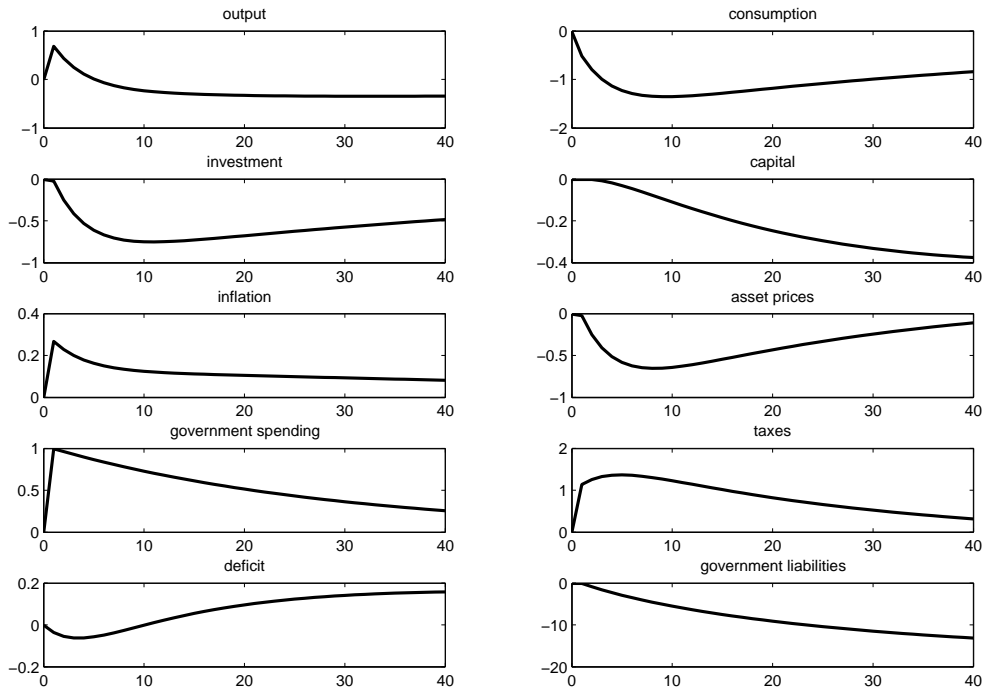 output
1
0
−1
0 10 20 30 40
consumption
0
−1
−2
0 10 20 30 40
investment
0
−0.5
−1
0 10 20 30 40
capital
0
−0.2
−0.4
0 10 20 30 40
inflation
0.4
0.2
0
0 10 20 30 40
asset prices
0
−0.5
−1
0 10 20 30 40
government spending
1
0.5
0
0 10 20 30 40
taxes
2
1
0
0 10 20 30 40
deficit
0.2
0
−0.2
0 10 20 30 40
government liabilities
0
−10
−20
0 10 20 30 40